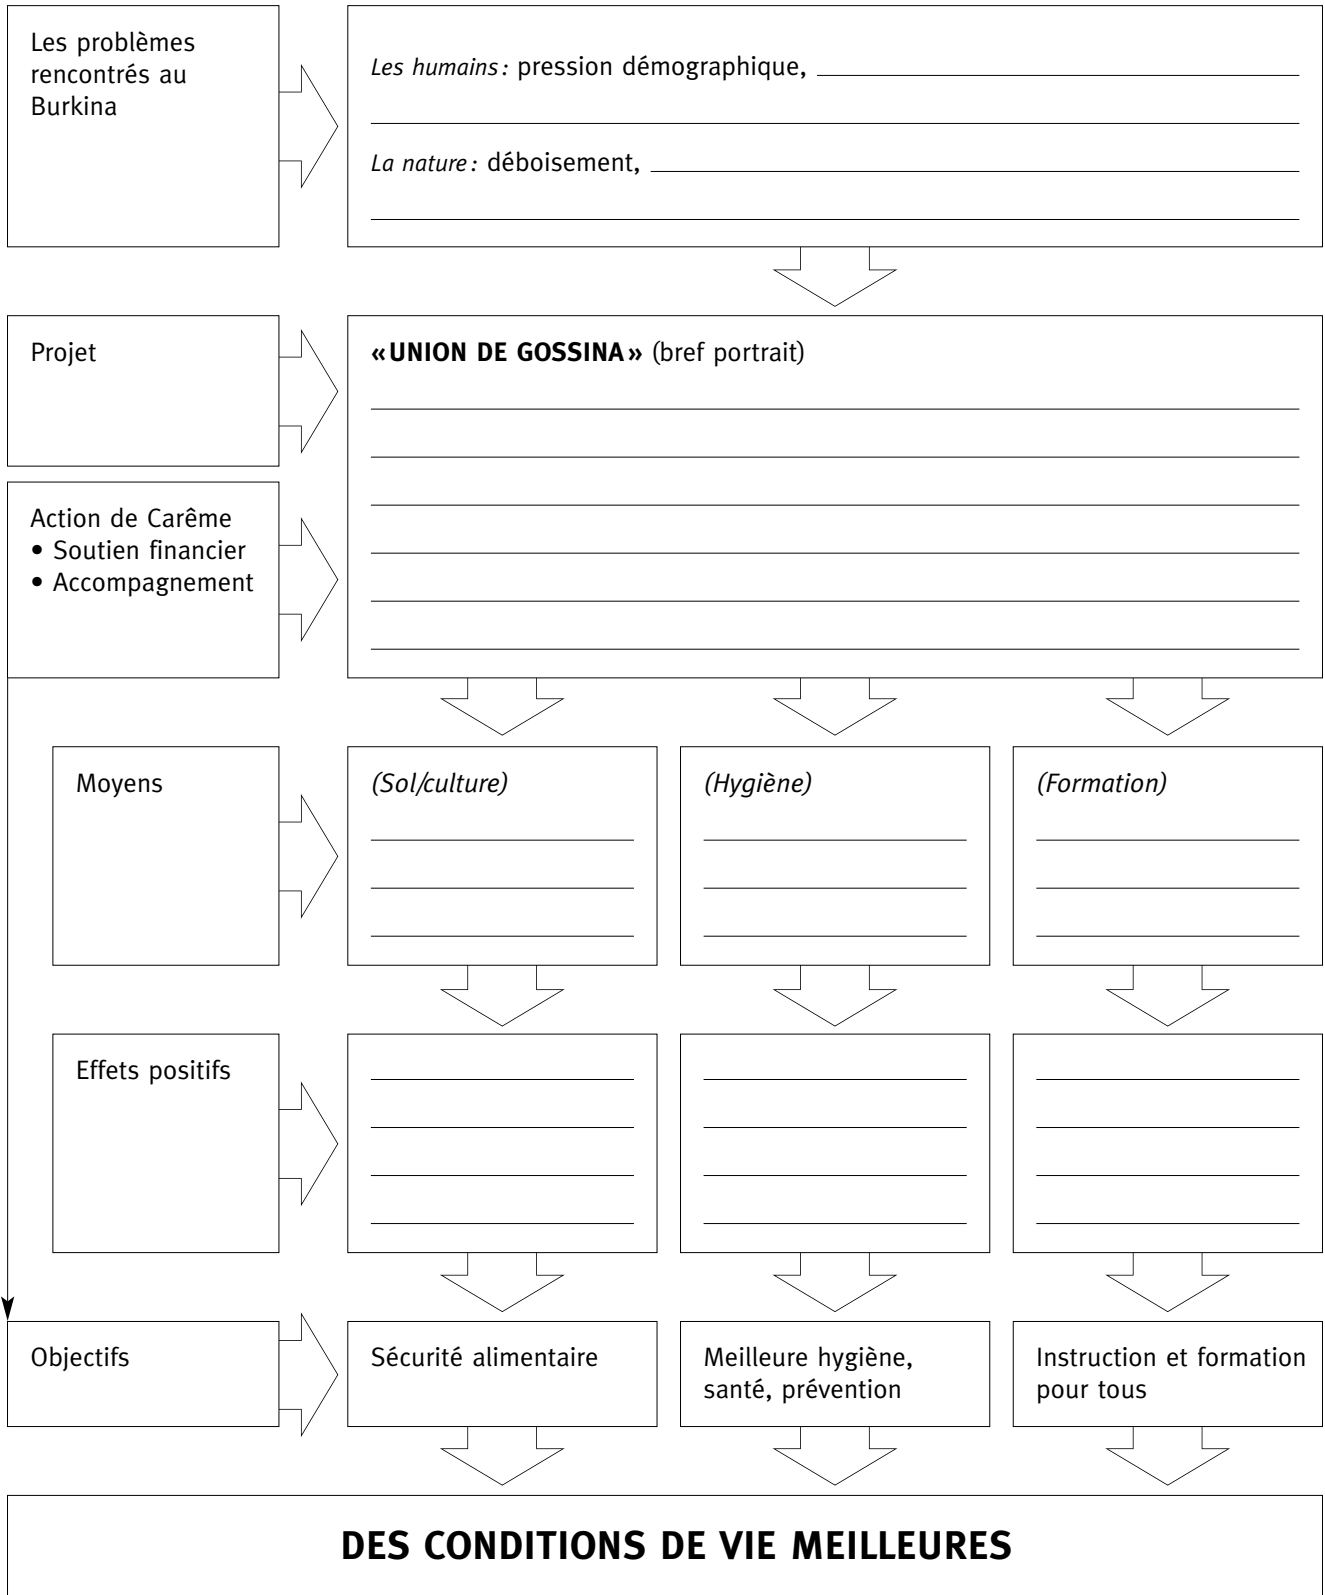 Les problèmes
rencontrés au
Burkina
Les humains : pression démographique,
La nature : déboisement,
Projet
«UNION DE GOSSINA» (bref portrait)
Action de Carême
• Soutien financier
• Accompagnement
Moyens
(Sol/culture)
(Hygiène)
(Formation)
Effets positifs
Objectifs
Sécurité alimentaire
Meilleure hygiène,
santé, prévention
Instruction et formation
pour tous
DES CONDITIONS DE VIE MEILLEURES